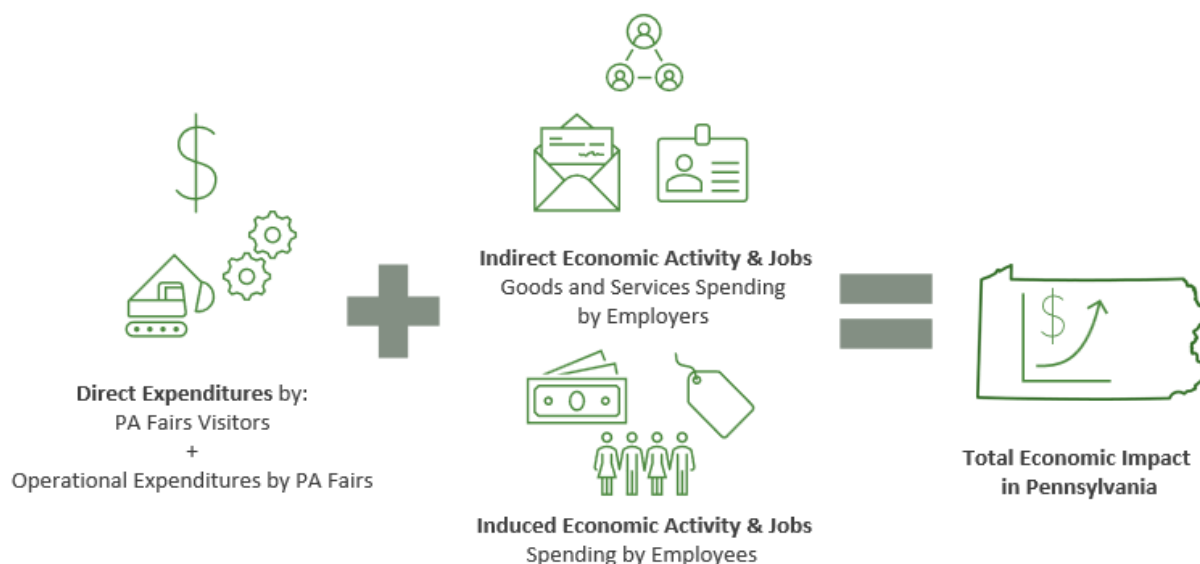 Direct Expenditures by:
PA Fairs Visitors
+
Operational Expenditures by PA Fairs
Indirect Economic Activity & Jobs
Goods and Services Spending
by Employers
Induced Economic Activity & Jobs
Spending by Employees
Total Economic Impact
in Pennsylvania